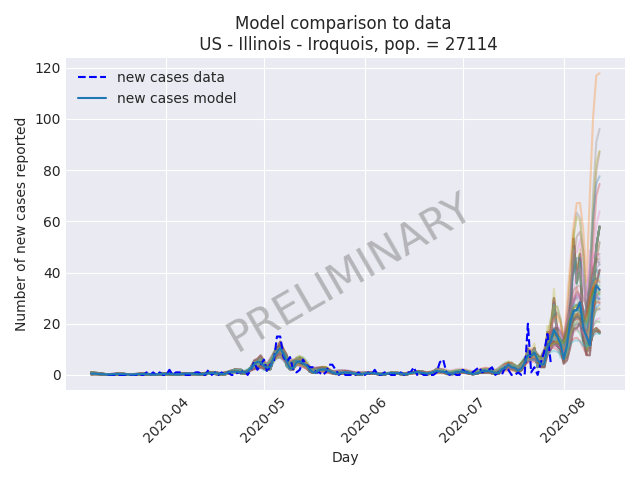 Model comparison to data
US - Illinois - Iroquois, pop. = 27114
new cases data
new cases model
PRELIMINARY
Number of new cases reported
120
100
80
60
40
20
0
2020-04
2020-05
2020-06
2020-07
2020-08
Day